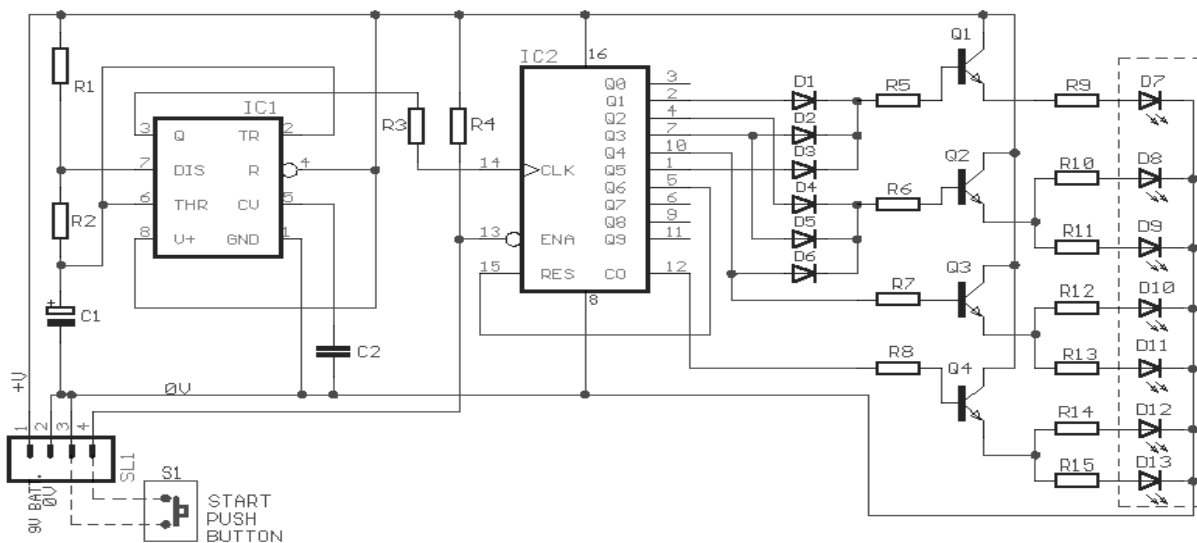 Q1
IC2
16
D7
R1
Q0
3
D1
R5
R9
Q1
2
IC1
Q2
4
D2
3
Q
TR
2
R3
R4
Q3
7
Q4
10
D3
Q2
R10
D8
7
DIS
R
4
14
CLK
Q5
1
D4
Q6
5
R6
R2
6
THR
CV
5
Q7
6
D5
R11
D9
Q8
9
8
V+
GND
1
13
ENA
Q9
11
D6
Q3
15
RES
CO
12
R12
D10
C1
8
R7
C2
R8
R13
D11
Q4
+V
0V
R14
D12
1
2
3
4
SL1
R15
D13
9V BATT.
0V
S1
START
PUSH
BUTTON